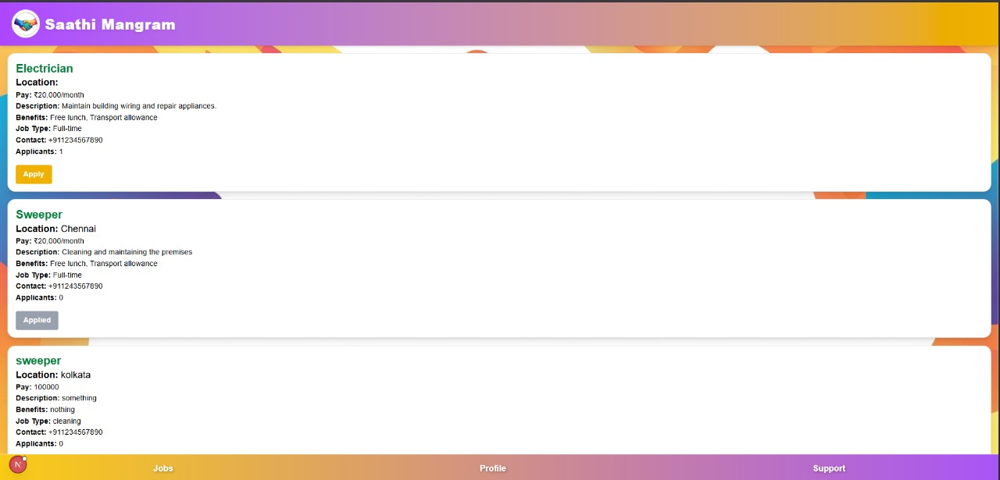 Saathi Mangram
Electrician
Location:
Pay: ₹20,000/month
Description: Maintain building wiring and repair appliances.
Benefits: Free lunch, Transport allowance
Job Type: Full-time
Contact: +911234567890
Applicants: 1
Apply
Sweeper
Location: Chennai
Pay: ₹20,000/month
Description: Cleaning and maintaining the premises
Benefits: Free lunch, Transport allowance
Job Type: Full-time
Contact: +911243567890
Applicants: 0
Applied
sweeper
Location: kolkata
Pay: 100000
Description: something
Benefits: nothing
Job Type: cleaning
Contact: +911234567890
Applicants: 0
N
Jobs Profile Support